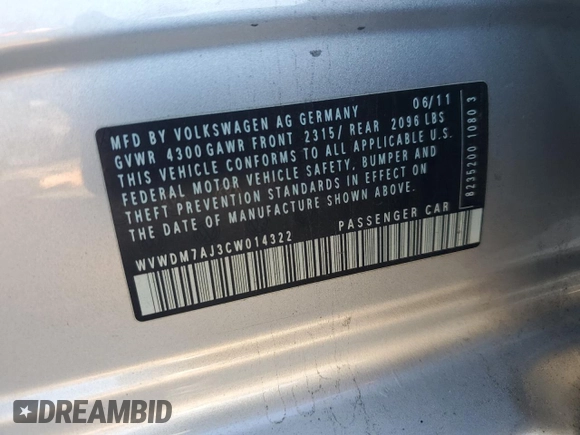 MFD BY VOLKSWAGEN AG GERMANY 06/11
GVWR 4300 GAWR FRONT 2315/ REAR 2096 LBS
THIS VEHICLE CONFORMS TO ALL APPLICABLE U.S.
FEDERAL MOTOR VEHICLE SAFETY, BUMPER AND
THEFT PREVENTION STANDARDS IN EFFECT ON
THE DATE OF MANUFACTURE SHOWN ABOVE.
WVWDM7AJ3CW014322 PASSENGER CAR
8235200 1080 3
DREAMBID